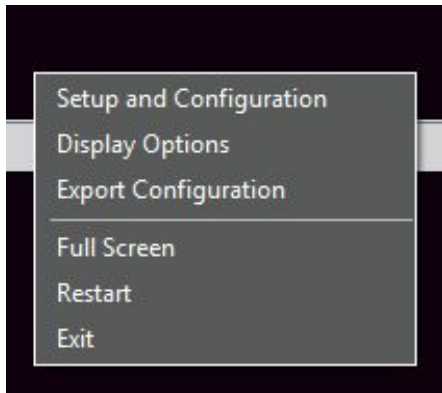 Setup and Configuration
Display Options
Export Configuration
Full Screen
Restart
Exit